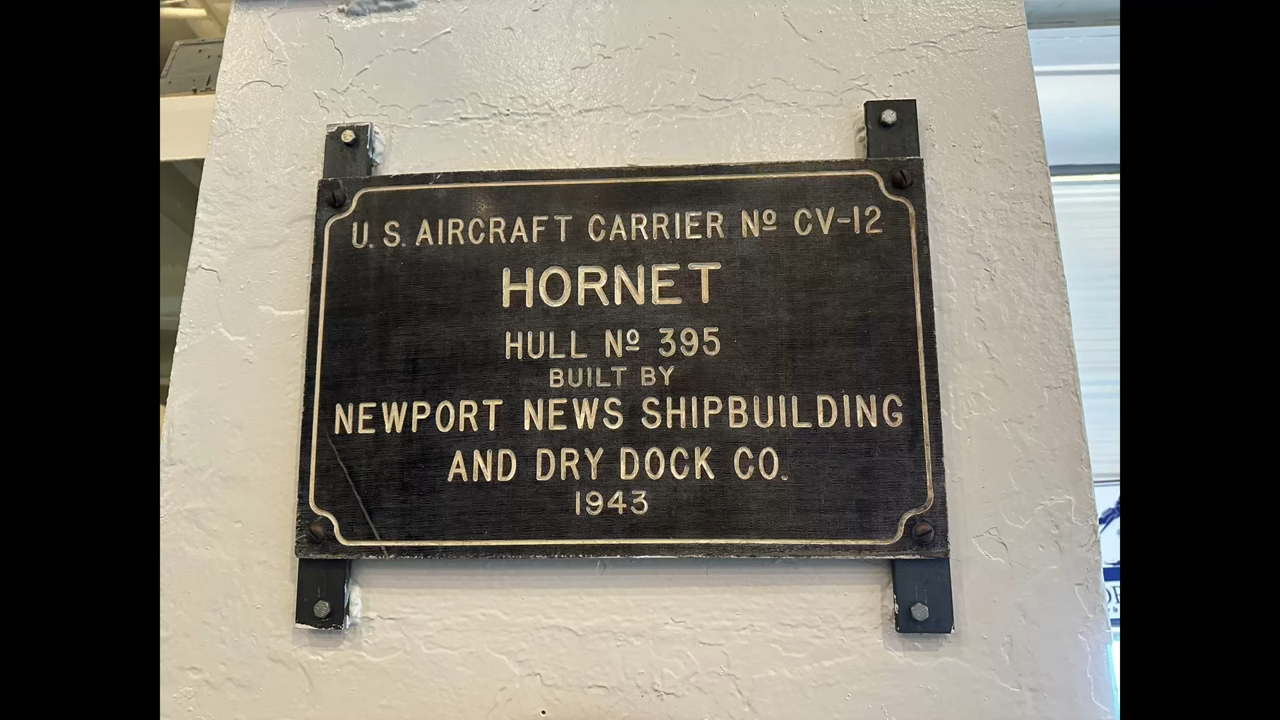 U. S. AIRCRAFT CARRIER Nº CV-12
HORNET
HULL Nº 395
BUILT BY
NEWPORT NEWS SHIPBUILDING
AND DRY DOCK CO.
1943